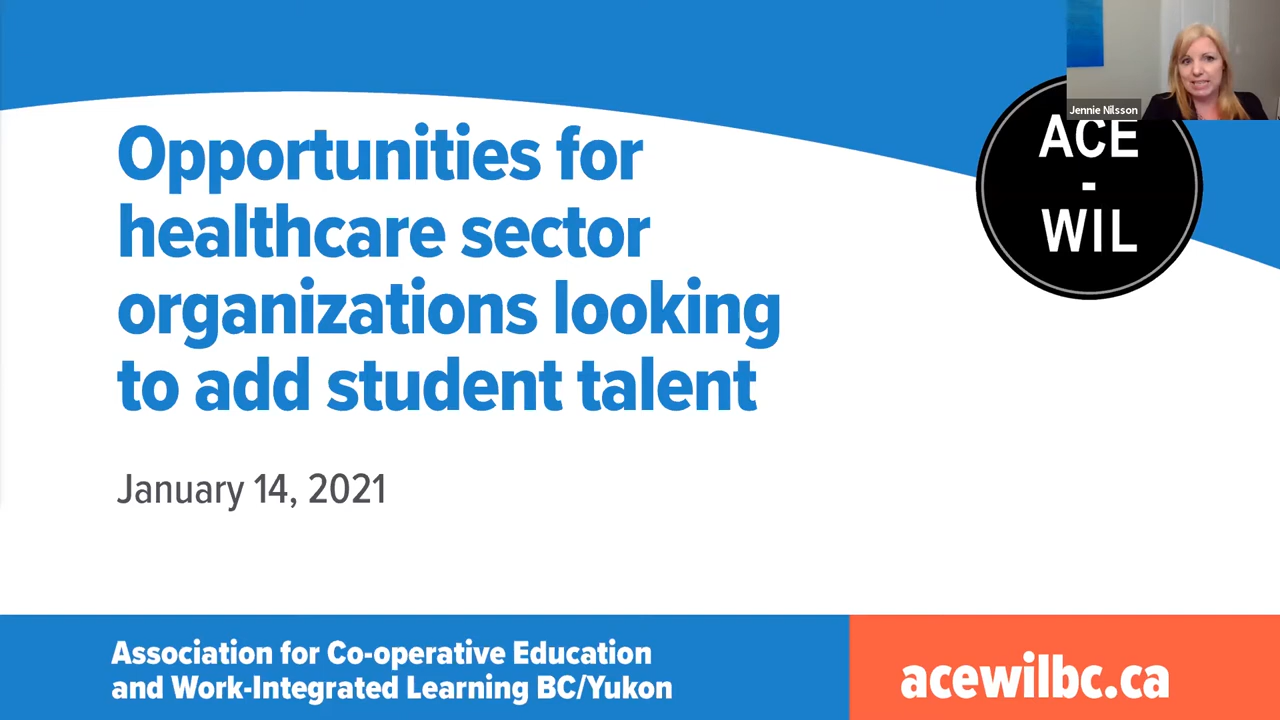 Jennie Nilsson
ACE
-
WIL
Opportunities for
healthcare sector
organizations looking
to add student talent
January 14, 2021
Association for Co-operative Education
and Work-Integrated Learning BC/Yukon
acewilbc.ca